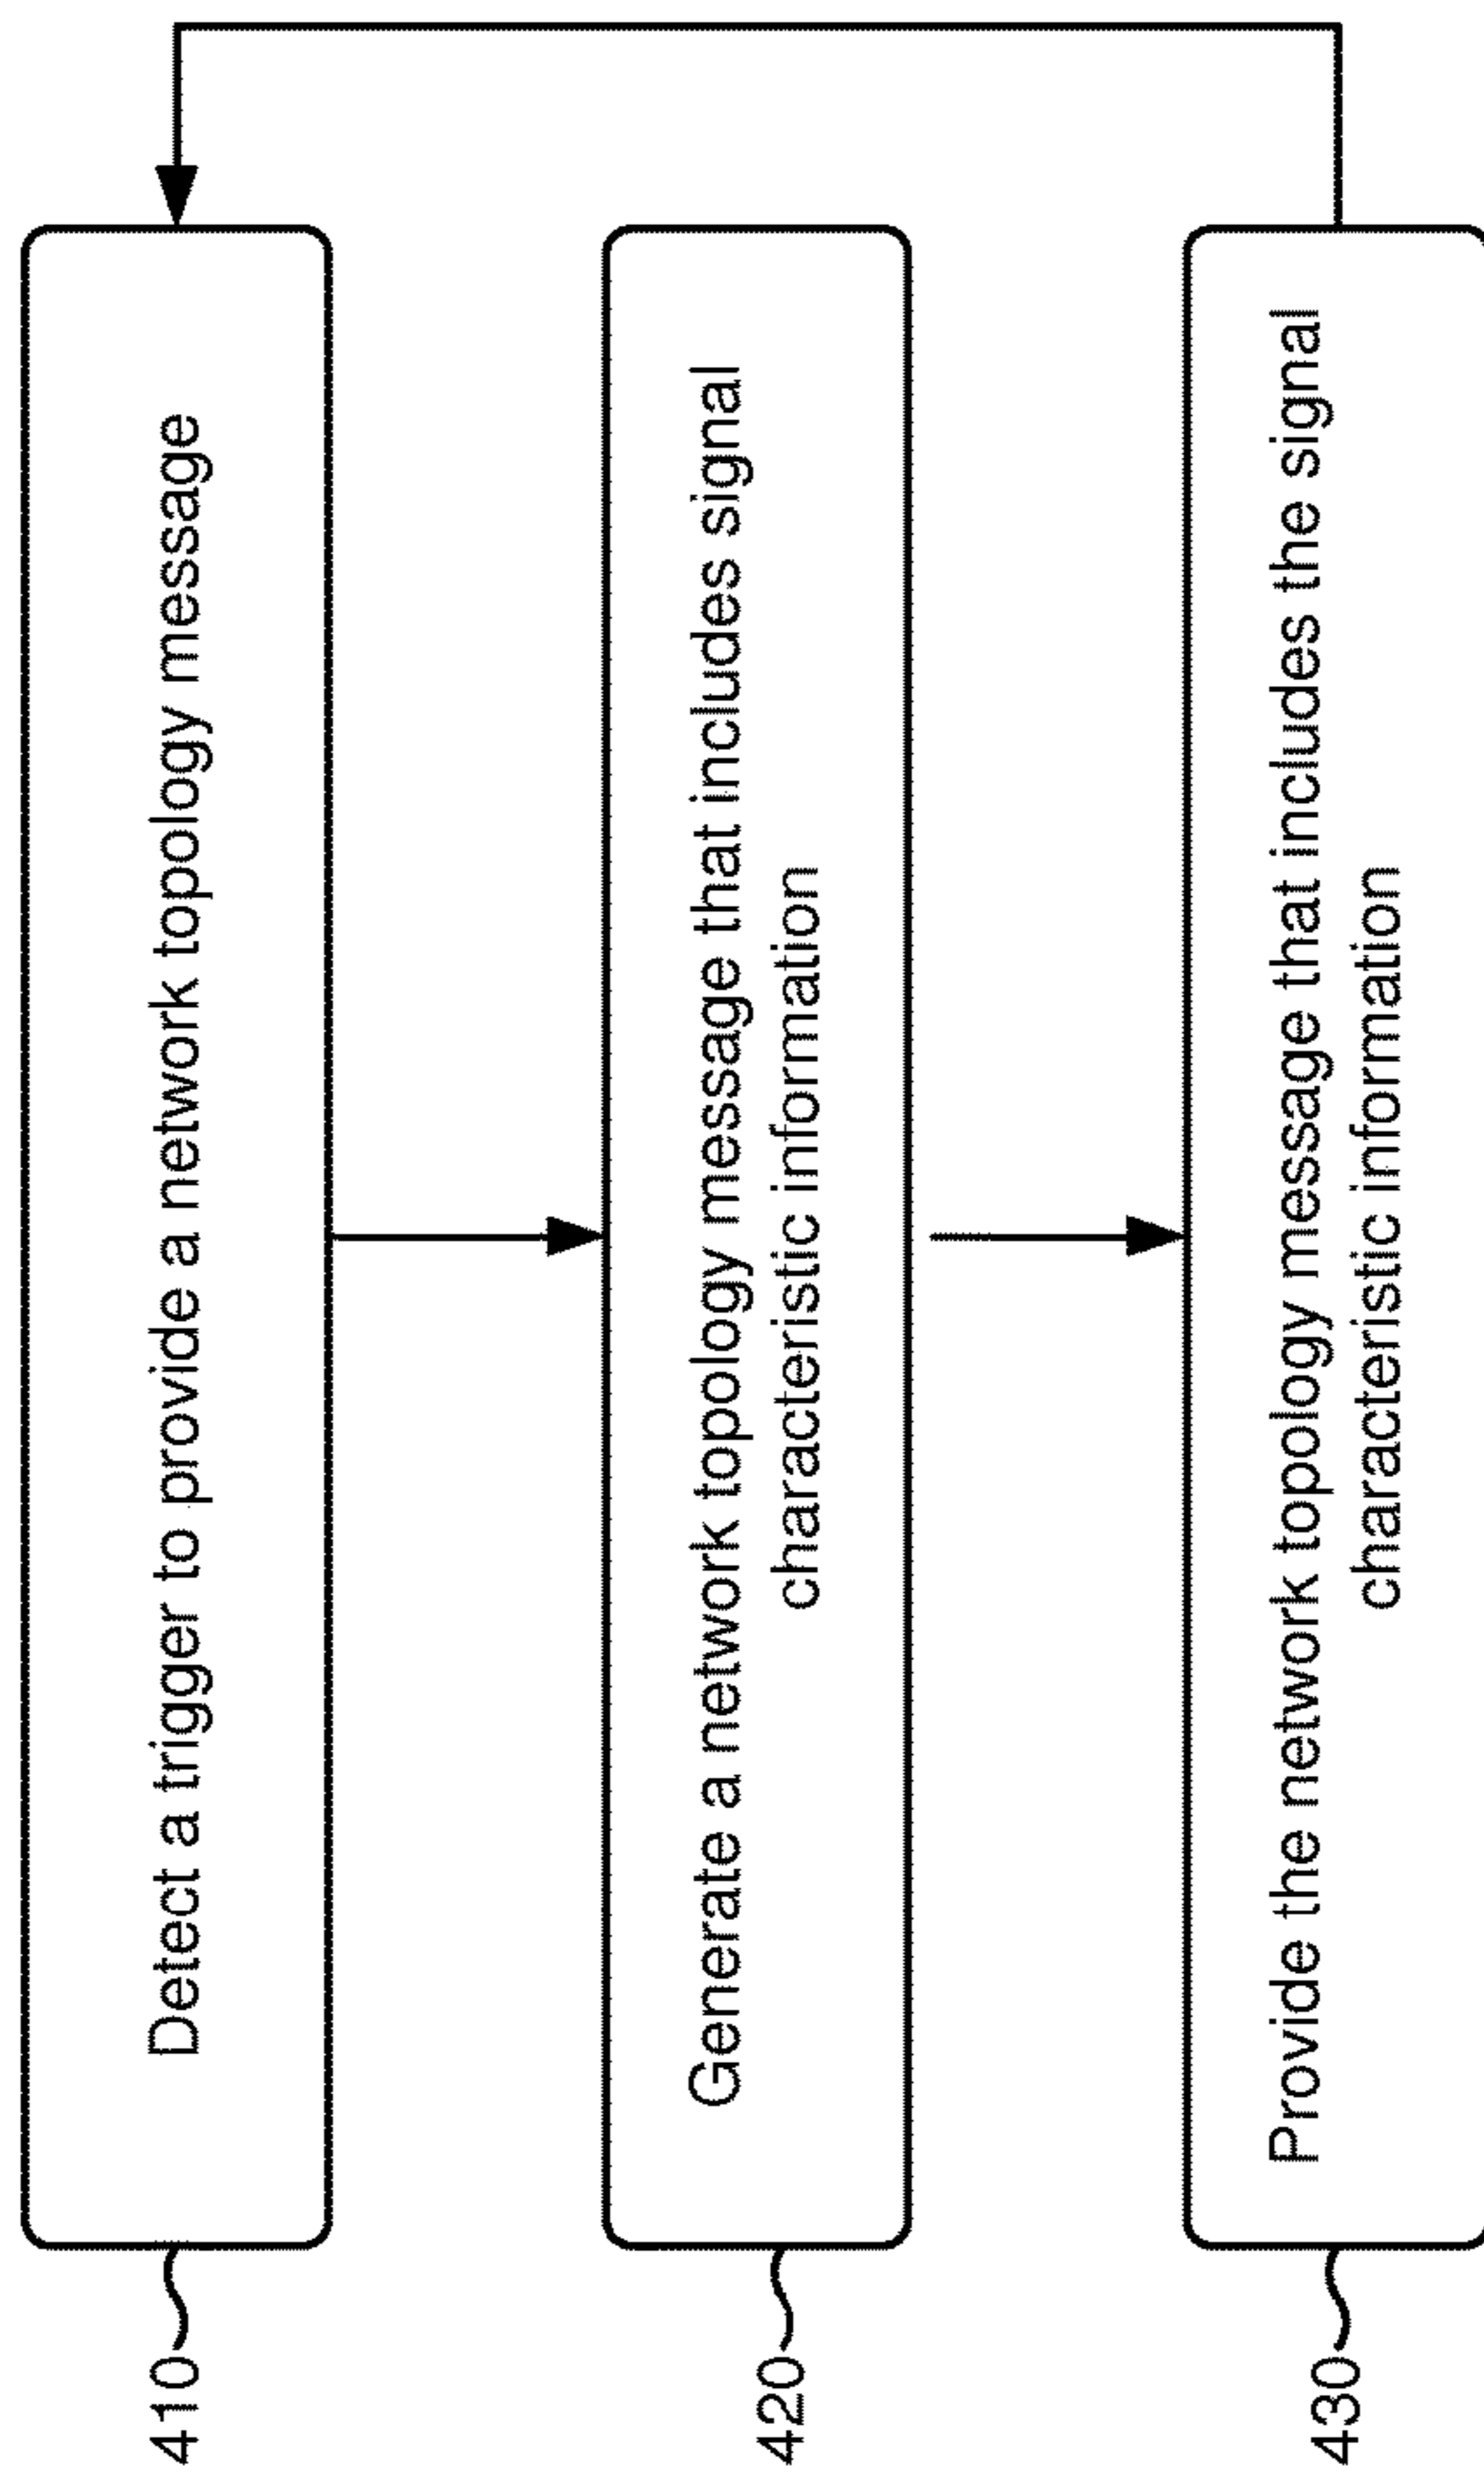 410
Detect a trigger to provide a network topology message
420
Generate a network topology message that includes signal
characteristic information
430
Provide the network topology message that includes the signal
characteristic information